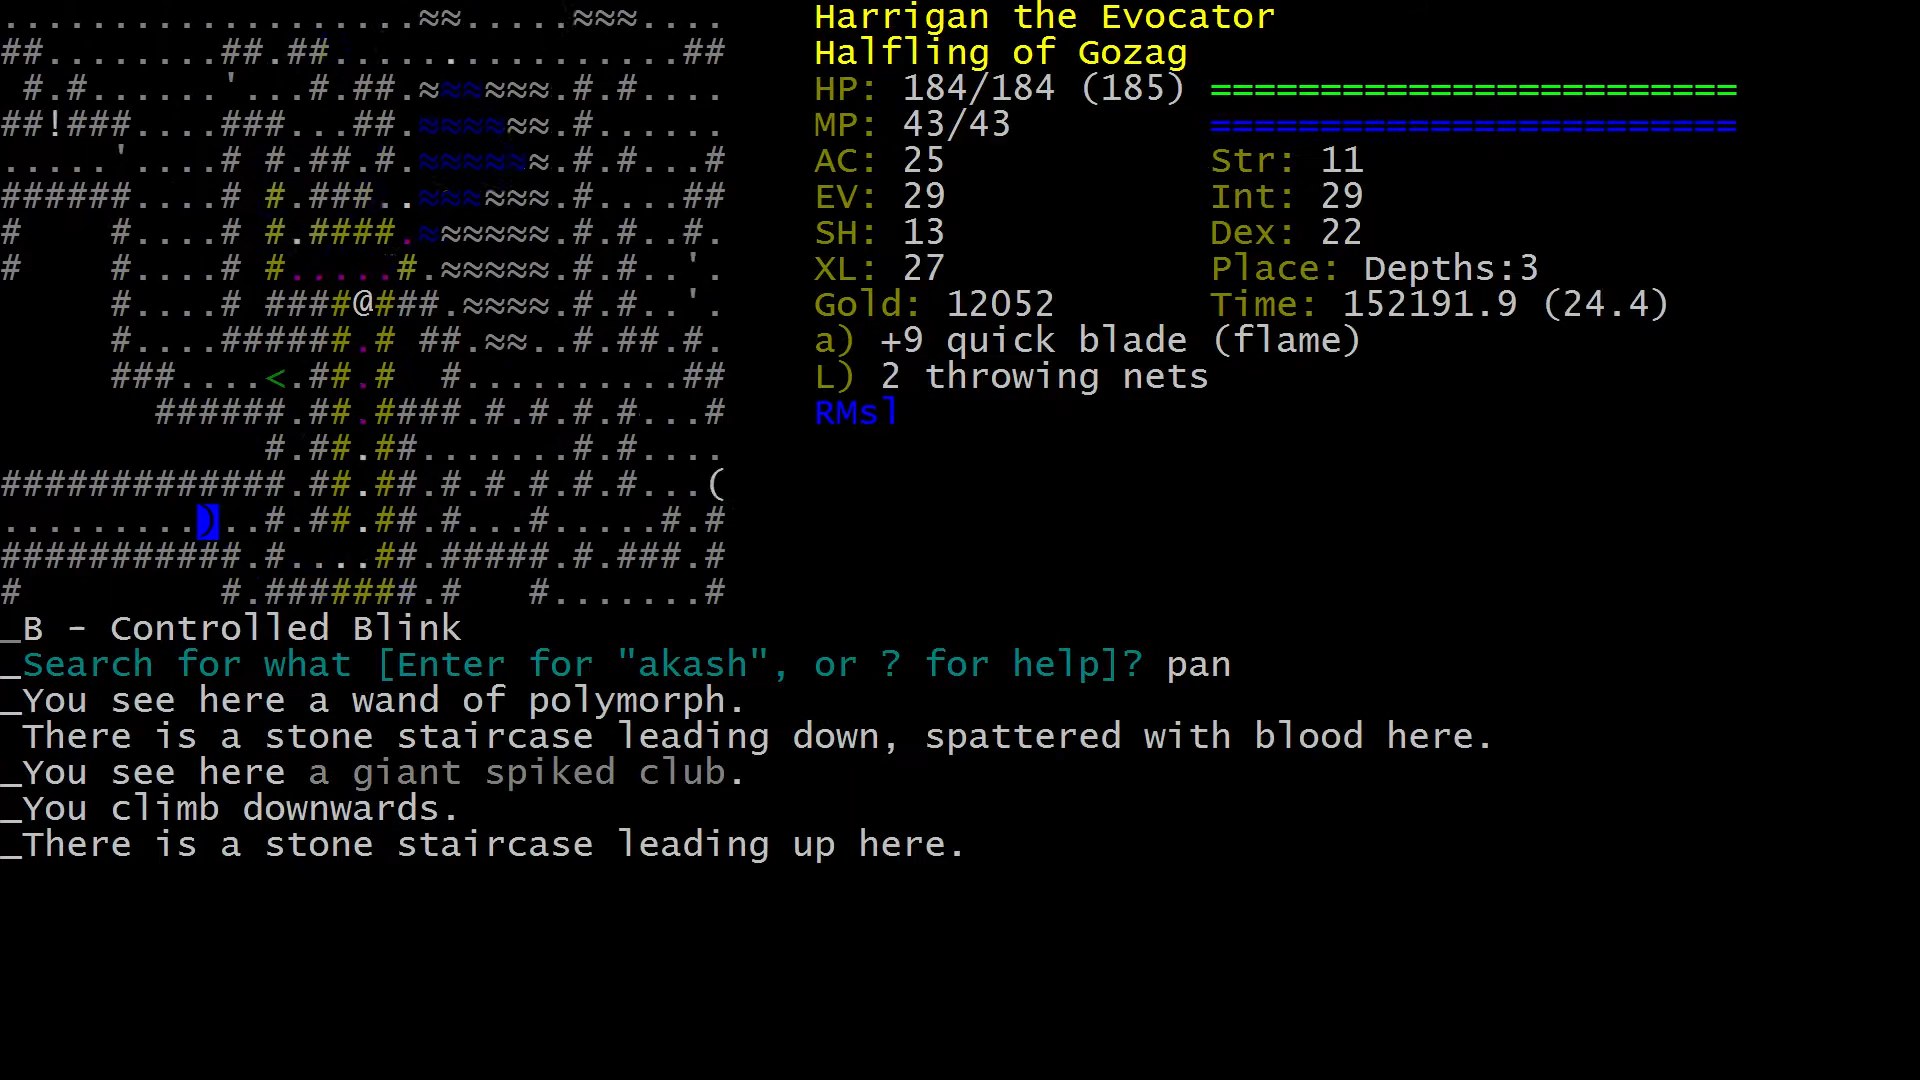 Harrigan the Evocator
Halfling of Gozag
HP: 184/184 (185) ========================
MP: 43/43 ========================
AC: 25 Str: 11
EV: 29 Int: 29
SH: 13 Dex: 22
XL: 27 Place: Depths:3
Gold: 12052 Time: 152191.9 (24.4)
a) +9 quick blade (flame)
L) 2 throwing nets
RMsl
_B - Controlled Blink
_Search for what [Enter for "akash", or ? for help]? pan
_You see here a wand of polymorph.
There is a stone staircase leading down, spattered with blood here.
_You see here a giant spiked club.
_You climb downwards.
_There is a stone staircase leading up here.